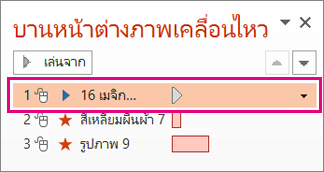 บานหน้าต่างภาพเคลื่อนไหว
เล่นจาก
1 16 เมจิก...
2 สี่เหลี่ยมผืนผ้า 7
3 รูปภาพ 9